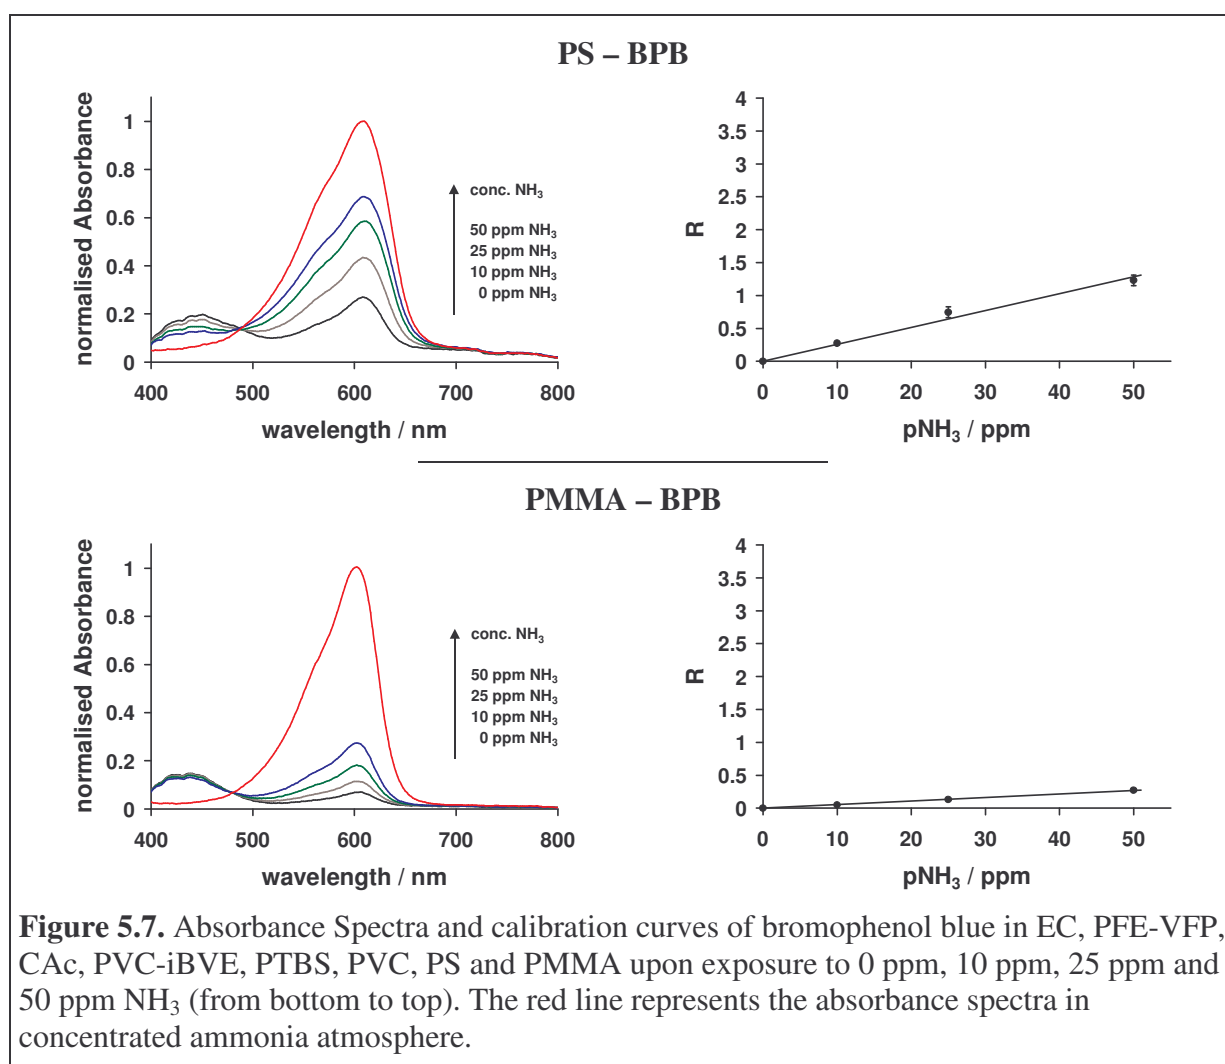 PS – BPB
normalised Absorbance
1
0.8
0.6
0.4
0.2
0
400 500 600 700 800
wavelength / nm
conc. NH₃
50 ppm NH₃
25 ppm NH₃
10 ppm NH₃
0 ppm NH₃
R
4
3.5
3
2.5
2
1.5
1
0.5
0
0 10 20 30 40 50
pNH₃ / ppm
PMMA – BPB
normalised Absorbance
1
0.8
0.6
0.4
0.2
0
400 500 600 700 800
wavelength / nm
conc. NH₃
50 ppm NH₃
25 ppm NH₃
10 ppm NH₃
0 ppm NH₃
R
4
3.5
3
2.5
2
1.5
1
0.5
0
0 10 20 30 40 50
pNH₃ / ppm
Figure 5.7. Absorbance Spectra and calibration curves of bromophenol blue in EC, PFE-VFP,
CAc, PVC-iBVE, PTBS, PVC, PS and PMMA upon exposure to 0 ppm, 10 ppm, 25 ppm and
50 ppm NH₃ (from bottom to top). The red line represents the absorbance spectra in
concentrated ammonia atmosphere.